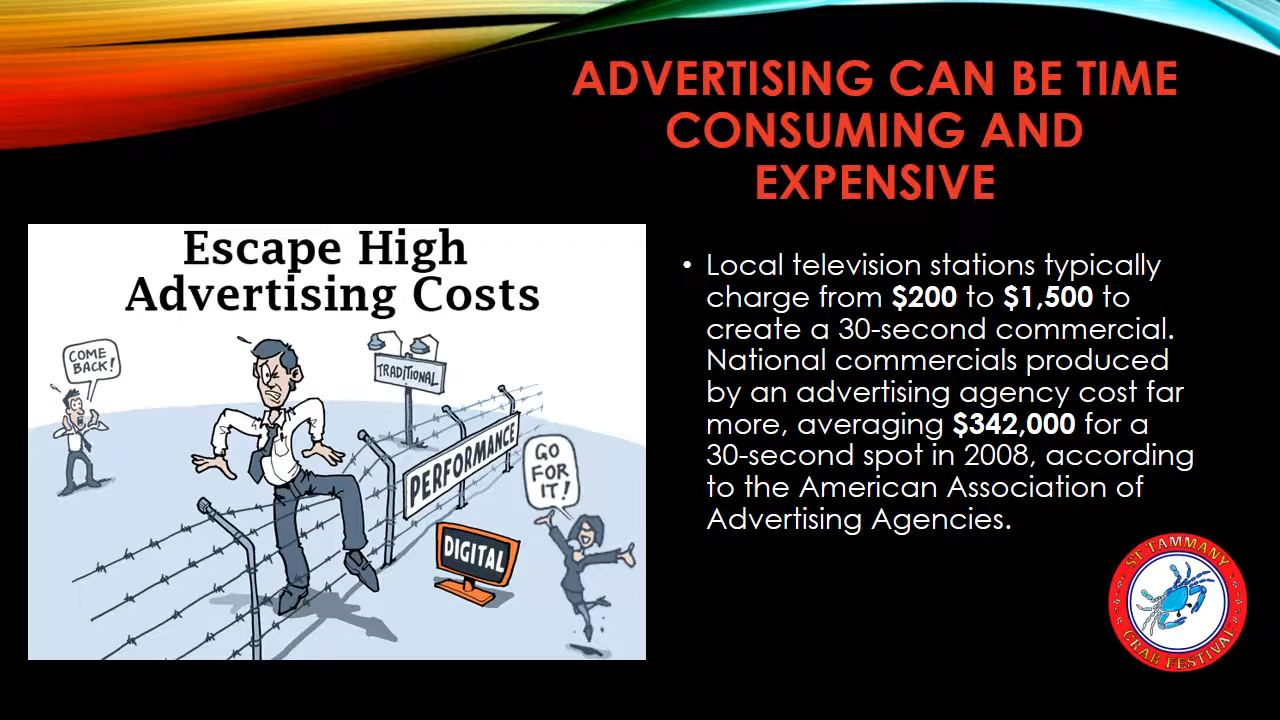 ADVERTISING CAN BE TIME
CONSUMING AND
EXPENSIVE
Escape High
Advertising Costs
COME
BACK!
TRADITIONAL
PERFORMANCE
GO
FOR
IT!
DIGITAL
• Local television stations typically
charge from $200 to $1,500 to
create a 30-second commercial.
National commercials produced
by an advertising agency cost far
more, averaging $342,000 for a
30-second spot in 2008, according
to the American Association of
Advertising Agencies.
ST TAMMANY
CRAB FESTIVAL